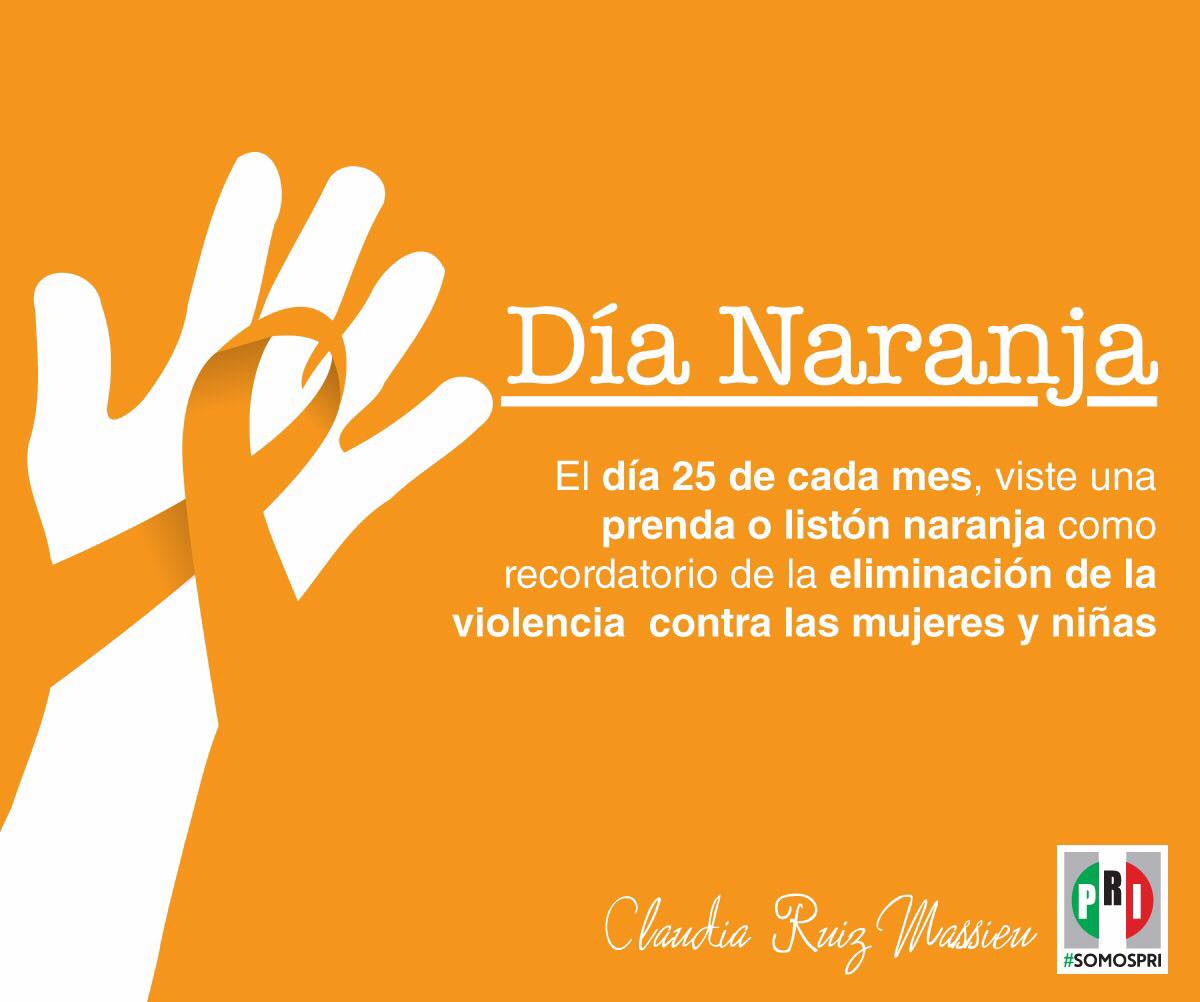 Día Naranja
El día 25 de cada mes, viste una
prenda o listón naranja como
recordatorio de la eliminación de la
violencia  contra las mujeres y niñas
Claudia Ruiz Massieu
PRI
#SOMOSPRI